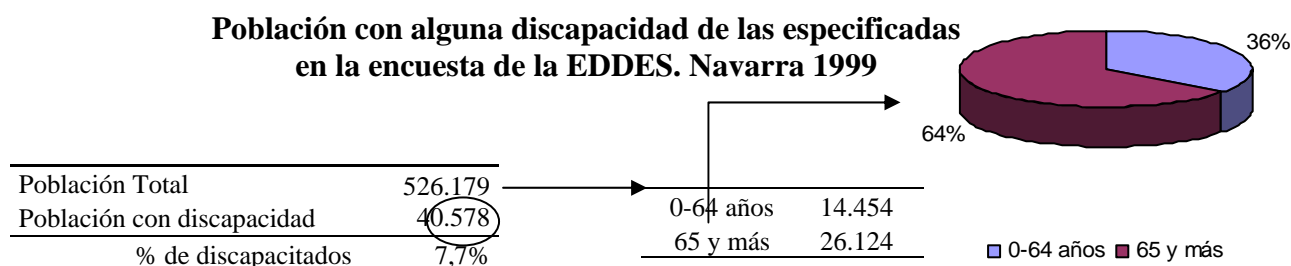 Población con alguna discapacidad de las especificadas
en la encuesta de la EDDES. Navarra 1999
36%
64%
Población Total 526.179
Población con discapacidad 40.578
% de discapacitados 7,7%
0-64 años 14.454
65 y más 26.124
0-64 años 65 y más